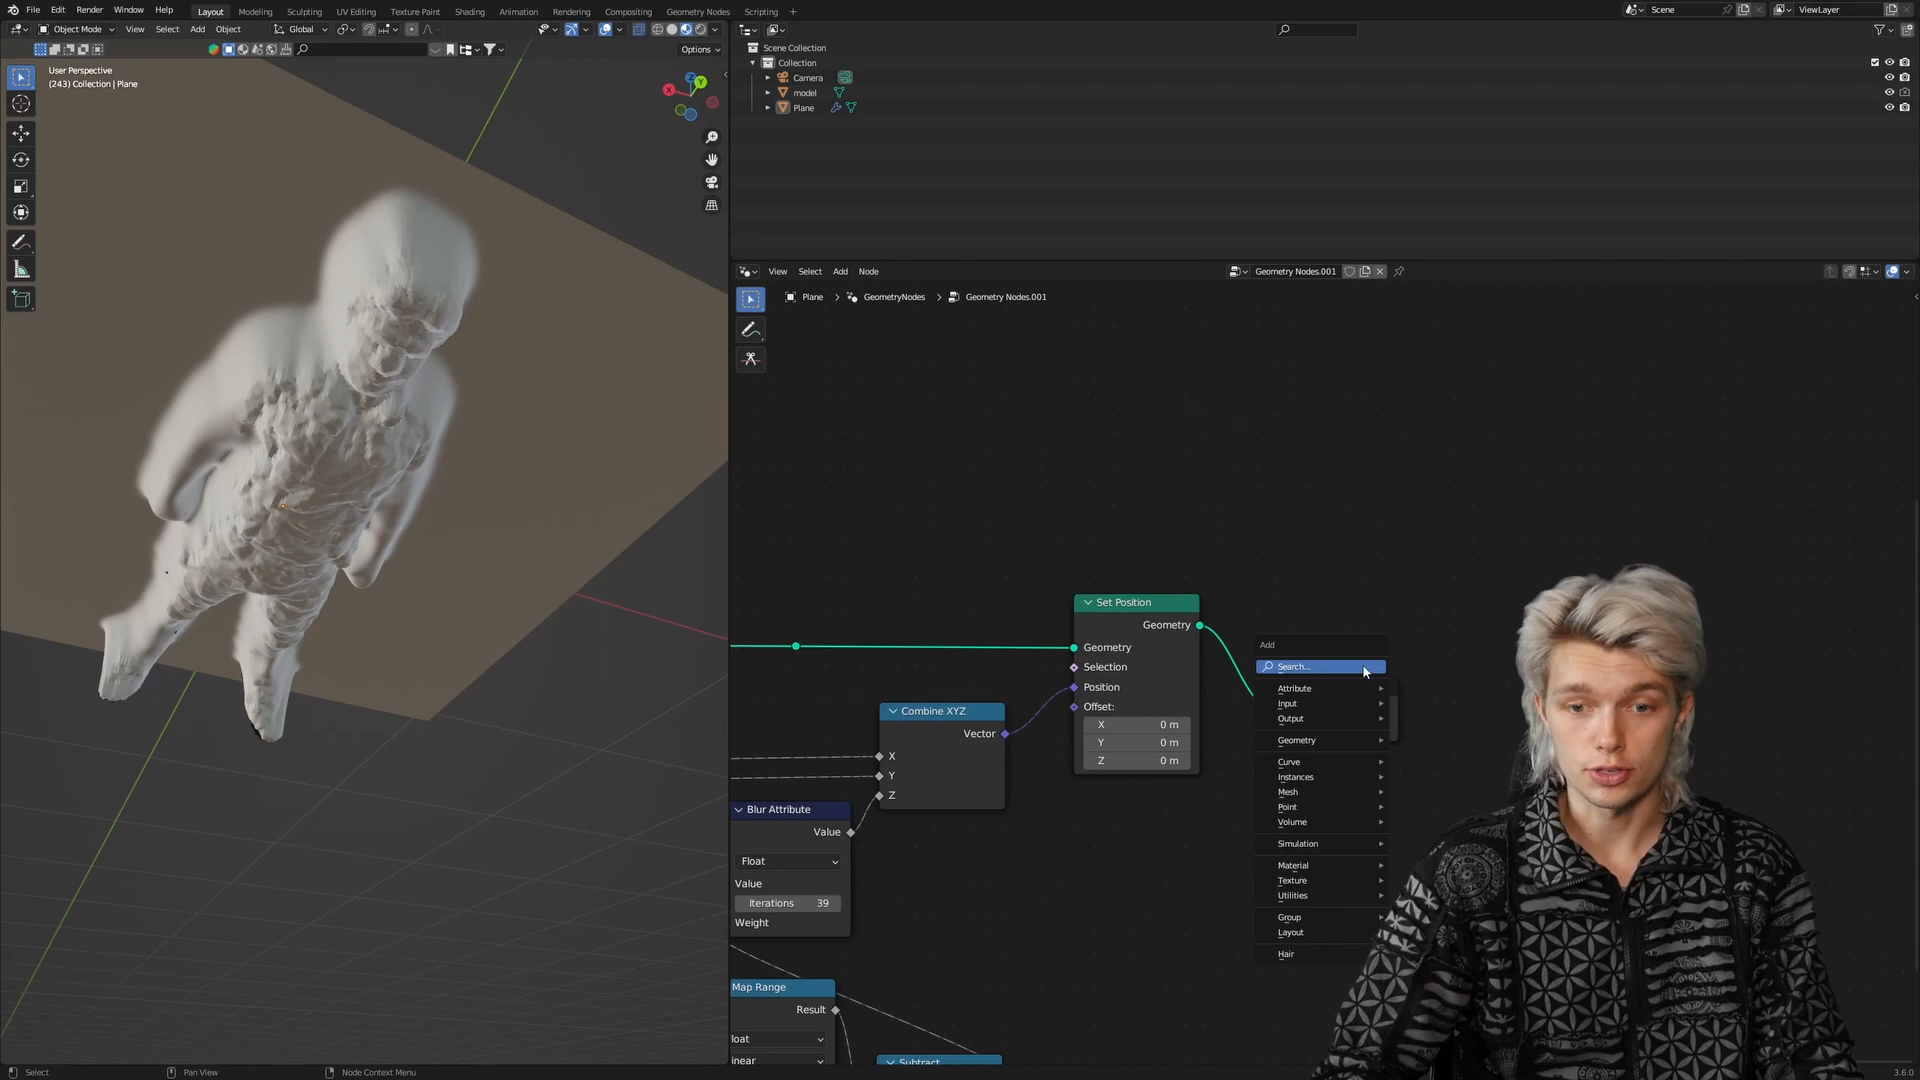 File Edit Render Window Help Layout Modeling Sculpting UV Editing Texture Paint Shading Animation Rendering Compositing Geometry Nodes Scripting + Scene ViewLayer
Object Mode View Select Add Object Global
Options
User Perspective
(243) Collection | Plane
X Y Z
Scene Collection
Collection
Camera
model
Plane
View Select Add Node Geometry Nodes.001
Plane > GeometryNodes > Geometry Nodes.001
Set Position
Geometry
Geometry
Selection
Position
Offset:
X 0 m
Y 0 m
Z 0 m
Combine XYZ
Vector
X
Y
Z
Blur Attribute
Value
Float
Value
Iterations 39
Weight
Map Range
Result
loat
inear
Subtract
Add
Search...
Attribute
Input
Output
Geometry
Curve
Instances
Mesh
Point
Volume
Simulation
Material
Texture
Utilities
Group
Layout
Hair
Select Pan View Node Context Menu 3.6.0